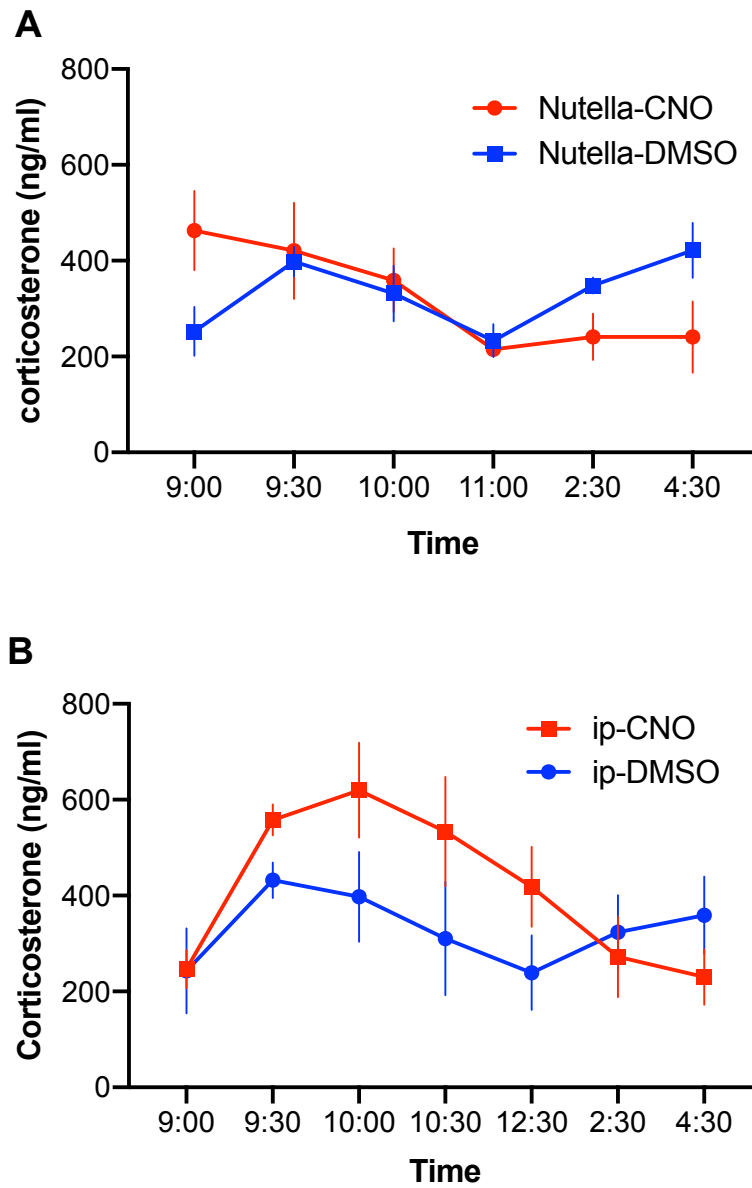 A
corticosterone (ng/ml)
800
600
400
200
0
Nutella-CNO
Nutella-DMSO
9:00 9:30 10:00 11:00 2:30 4:30
Time
B
Corticosterone (ng/ml)
800
600
400
200
0
ip-CNO
ip-DMSO
9:00 9:30 10:00 10:30 12:30 2:30 4:30
Time